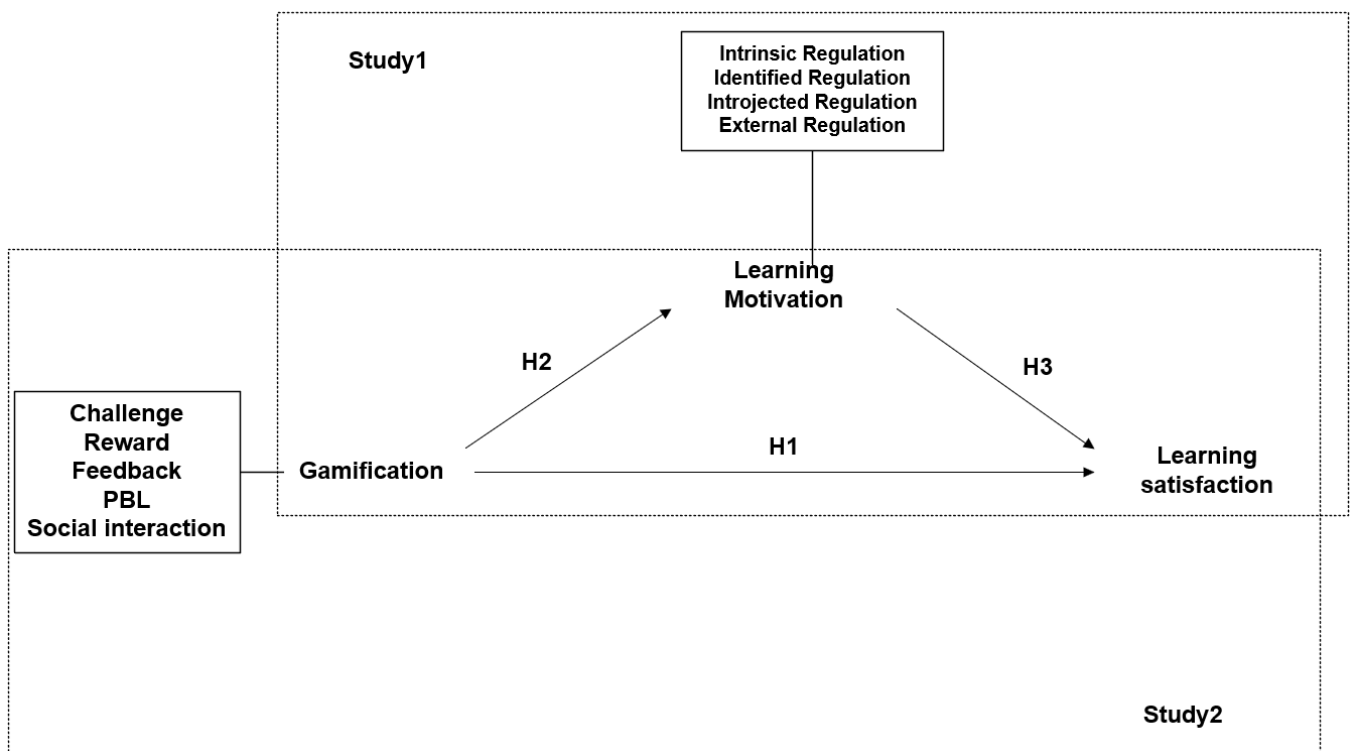 Study1
Intrinsic Regulation
Identified Regulation
Introjected Regulation
External Regulation
Learning
Motivation
H2
H3
Challenge
Reward
Feedback
PBL
Social interaction
Gamification
H1
Learning
satisfaction
Study2